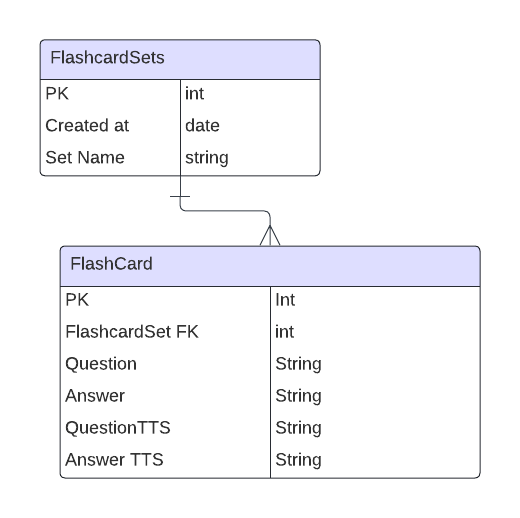 FlashcardSets
PK int
Created at date
Set Name string
FlashCard
PK Int
FlashcardSet FK int
Question String
Answer String
QuestionTTS String
Answer TTS String